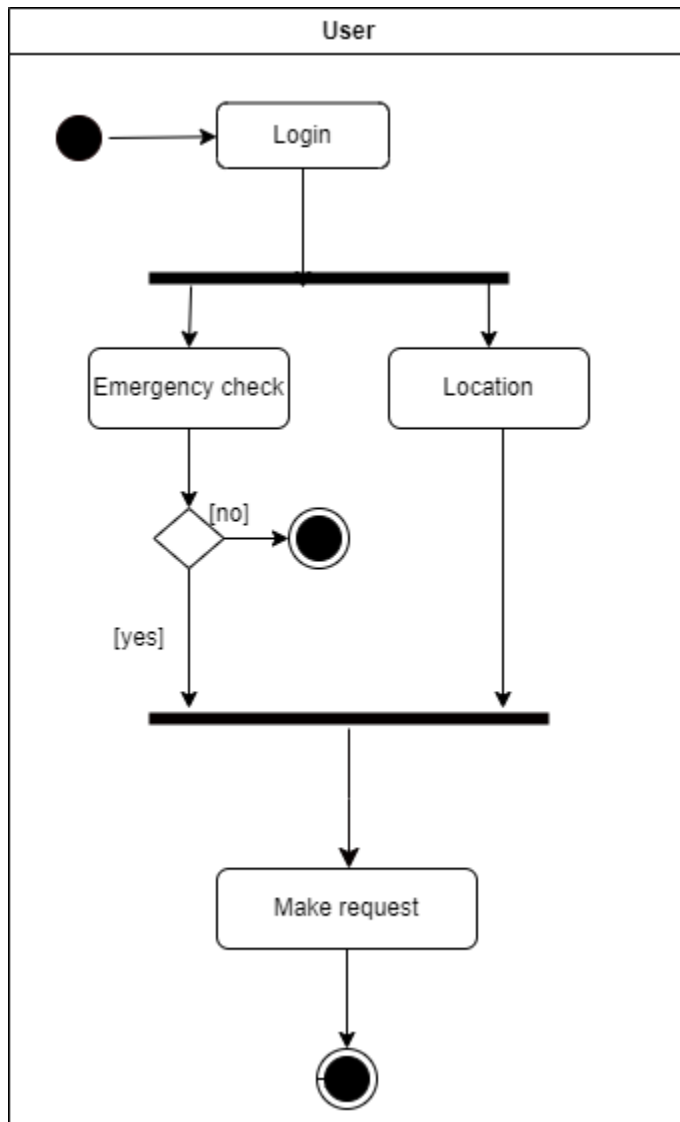 User
Login
Emergency check
Location
[no]
[yes]
Make request